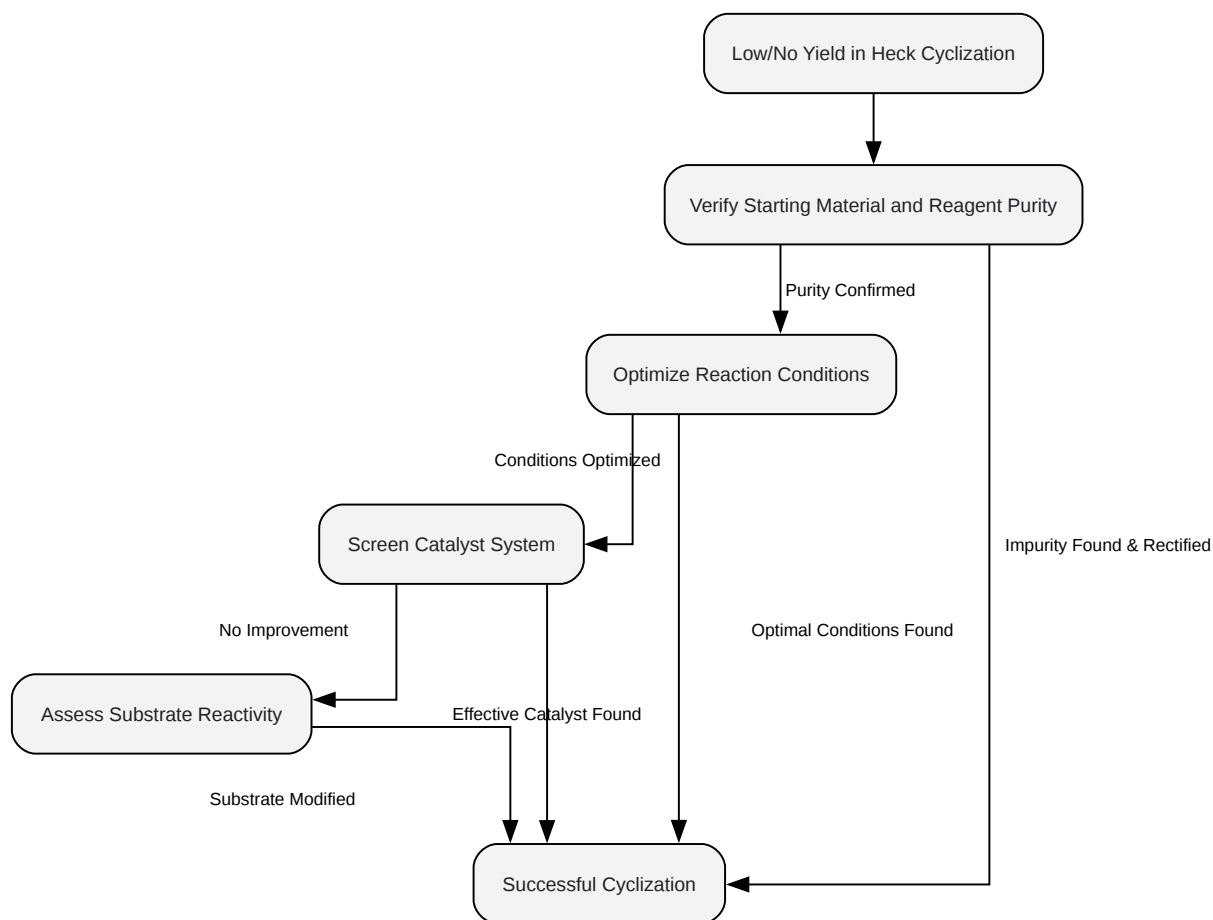 Low/No Yield in Heck Cyclization
Verify Starting Material and Reagent Purity
Purity Confirmed
Optimize Reaction Conditions
Conditions Optimized
Screen Catalyst System
Impurity Found & Rectified
No Improvement
Optimal Conditions Found
Assess Substrate Reactivity
Effective Catalyst Found
Substrate Modified
Successful Cyclization